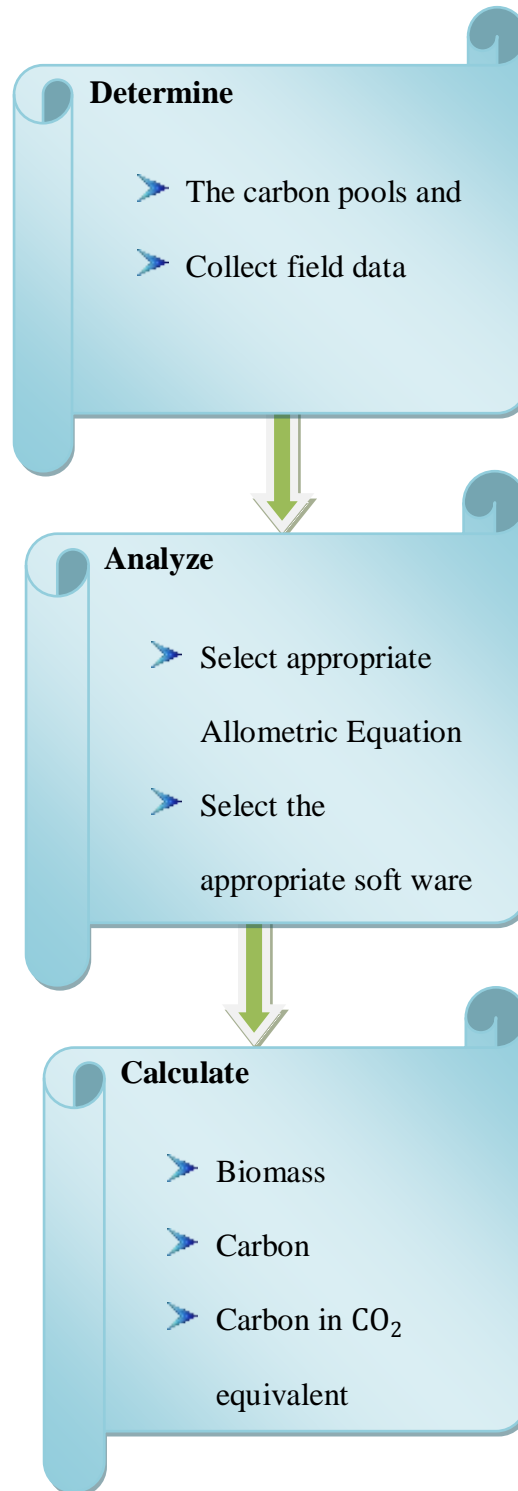 Determine
The carbon pools and
Collect field data
Analyze
Select appropriate
Allometric Equation
Select the
appropriate soft ware
Calculate
Biomass
Carbon
Carbon in CO₂
equivalent